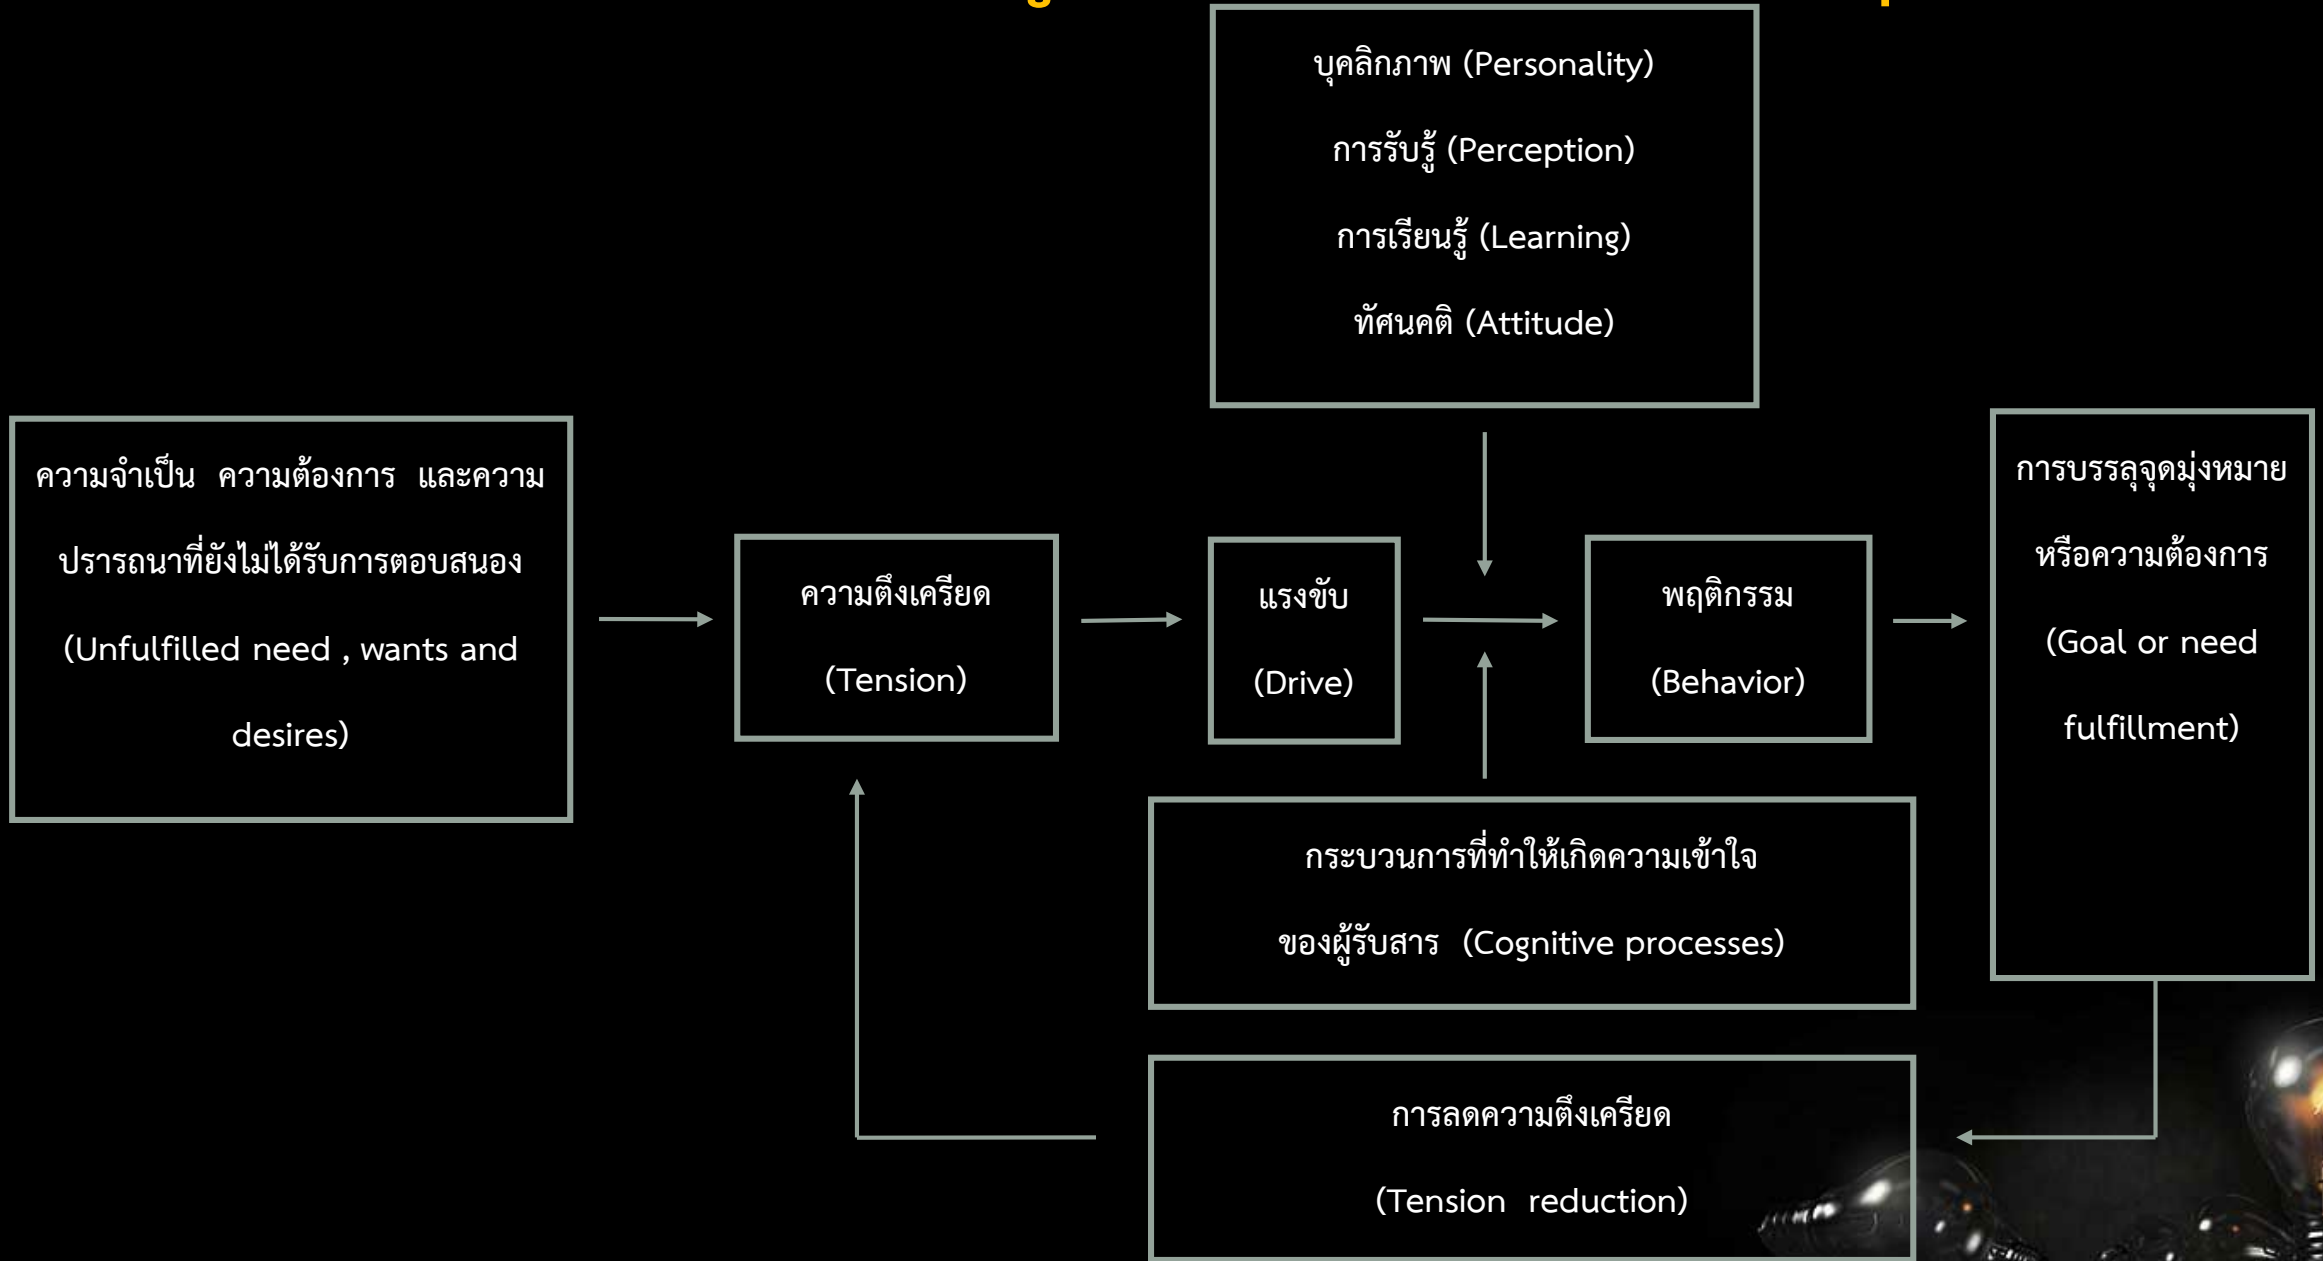 บุคลิกภาพ (Personality)
การรับรู้ (Perception)
การเรียนรู้ (Learning)
ทัศนคติ (Attitude)
ความจำเป็น ความต้องการ และความ
ปรารถนาที่ยังไม่ได้รับการตอบสนอง
(Unfulfilled need , wants and
desires)
ความตึงเครียด
(Tension)
แรงขับ
(Drive)
พฤติกรรม
(Behavior)
การบรรลุจุดมุ่งหมาย
หรือความต้องการ
(Goal or need
fulfillment)
กระบวนการที่ทำให้เกิดความเข้าใจ
ของผู้รับสาร (Cognitive processes)
การลดความตึงเครียด
(Tension reduction)